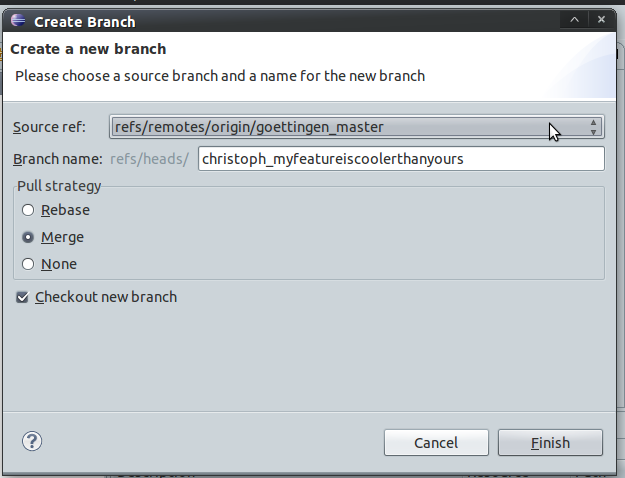 Create Branch
Create a new branch
Please choose a source branch and a name for the new branch
Source ref: refs/remotes/origin/goettingen_master
Branch name: refs/heads/ christoph_myfeatureiscoolerthanyours
Pull strategy
Rebase
Merge
None
Checkout new branch
? Cancel Finish